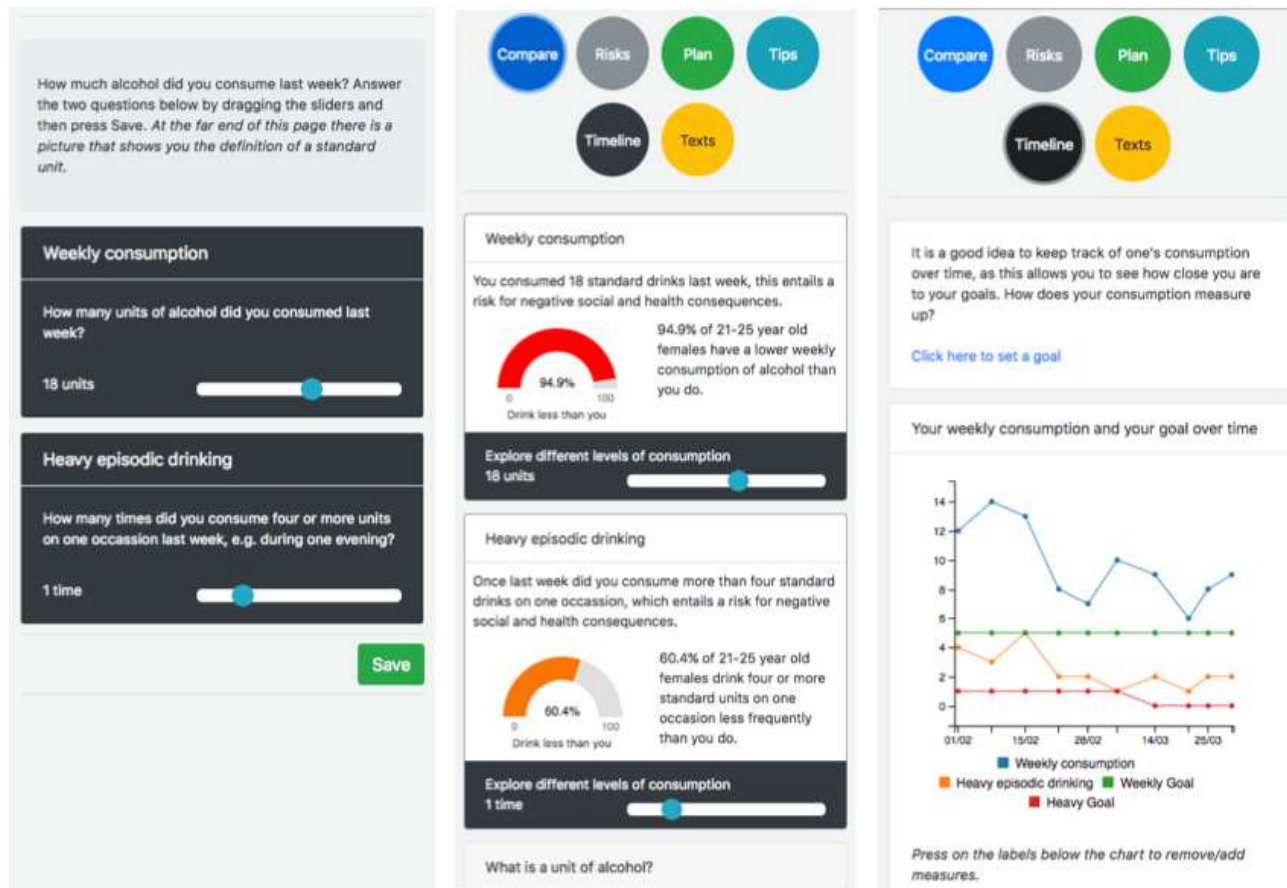 How much alcohol did you consume last week? Answer
the two questions below by dragging the sliders and
then press Save. At the far end of this page there is a
picture that shows you the definition of a standard
unit.
Weekly consumption
How many units of alcohol did you consumed last
week?
18 units
Heavy episodic drinking
How many times did you consume four or more units
on one occassion last week, e.g. during one evening?
1 time
Save
Compare
Risks
Plan
Tips
Timeline
Texts
Weekly consumption
You consumed 18 standard drinks last week, this entails a
risk for negative social and health consequences.
94.9%
0
100
Drink less than you
94.9% of 21-25 year old
females have a lower weekly
consumption of alcohol than
you do.
Explore different levels of consumption
18 units
Heavy episodic drinking
Once last week did you consume more than four standard
drinks on one occassion, which entails a risk for negative
social and health consequences.
60.4%
0
100
Drink less than you
60.4% of 21-25 year old
females drink four or more
standard units on one
occasion less frequently
than you do.
Explore different levels of consumption
1 time
What is a unit of alcohol?
Compare
Risks
Plan
Tips
Timeline
Texts
It is a good idea to keep track of one's consumption
over time, as this allows you to see how close you are
to your goals. How does your consumption measure
up?
Click here to set a goal
Your weekly consumption and your goal over time
14
12
10
8
6
4
2
0
01/02
15/02
28/02
14/03
25/03
Weekly consumption
Heavy episodic drinking
Weekly Goal
Heavy Goal
Press on the labels below the chart to remove/add
measures.